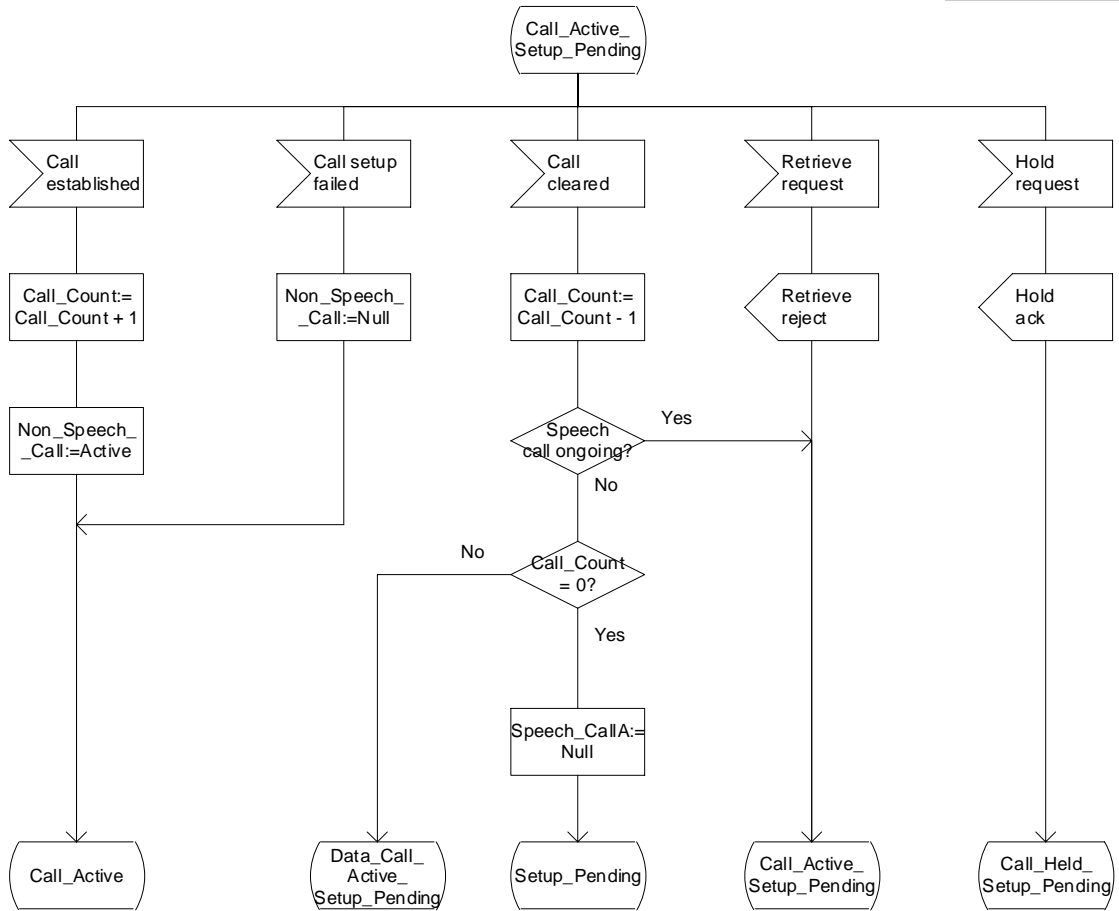 Call_Active_
Setup_Pending
Call
established
Call setup
failed
Call
cleared
Retrieve
request
Hold
request
Call_Count:=
Call_Count + 1
Non_Speech_
_Call:=Null
Call_Count:=
Call_Count - 1
Retrieve
reject
Hold
ack
Non_Speech_
_Call:=Active
Speech
call ongoing?
Yes
No
Call_Count
= 0?
No
Yes
Speech_CallA:=
Null
Call_Active
Data_Call_
Active_
Setup_Pending
Setup_Pending
Call_Active_
Setup_Pending
Call_Held_
Setup_Pending